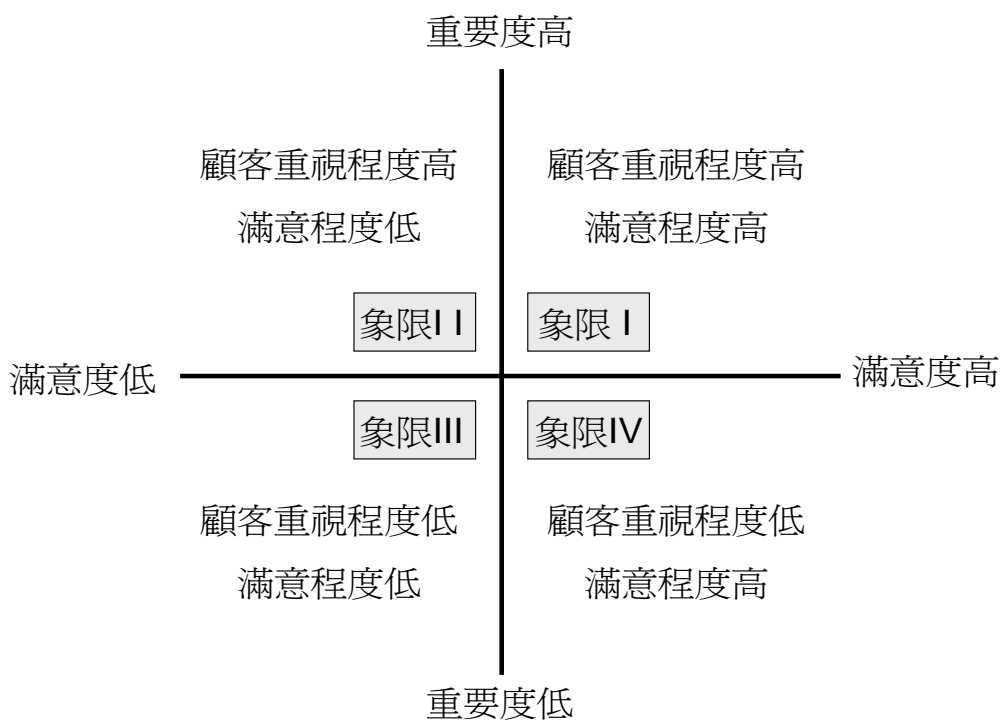 重要度高
顧客重視程度高
滿意程度低
顧客重視程度高
滿意程度高
象限I I
象限 I
滿意度低
滿意度高
象限III
象限IV
顧客重視程度低
滿意程度低
顧客重視程度低
滿意程度高
重要度低